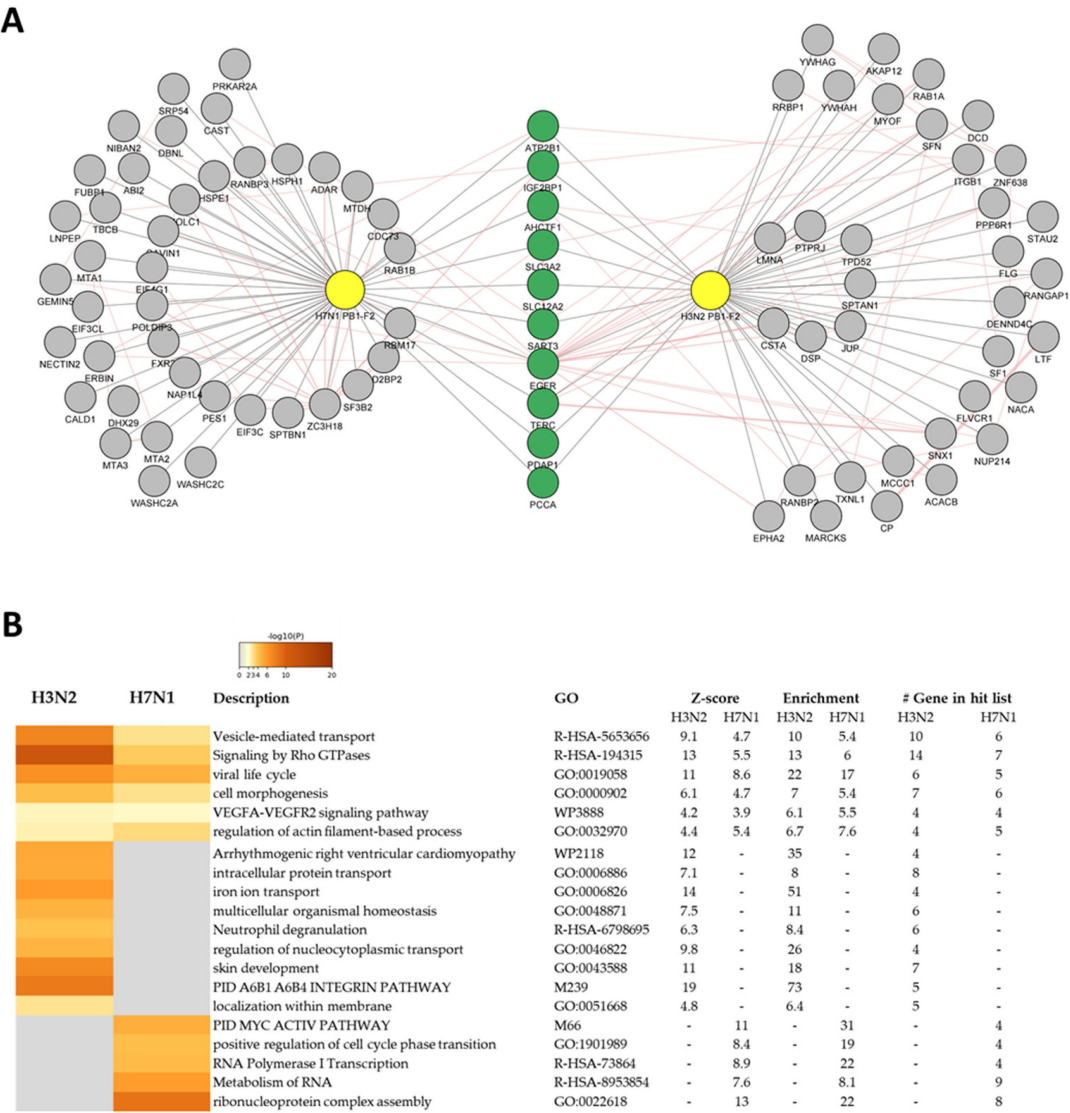 A
YWHAG
AKAP12
PRKAR2A
RAB1A
SRP54
RRBP1
YWHAH
MYOF
CAST
DCD
NIBAN2
DBNL
ATP2B1
SFN
FUBP1
ABI2
HSPE1
RANBP3
HSPH1
ADAR
IGF2BP1
ITGB1
ZNF638
LNPEP
TBCB
OLC1
MTDH
AHCTF1
PPP6R1
STAU2
MTA1
AVIN1
CDC73
RAB1B
SLC3A2
LMNA
PTPRJ
TPD52
FLG
GEMIN5
EIF4G1
H7N1 PB1-F2
SLC12A2
H3N2 PB1-F2
SPTAN1
RANGAP1
EIF3CL
POLDIP3
DENND4C
NECTIN2
ERBIN
FXR2
RBM17
SART3
CSTA
DSP
JUP
LTF
SF1
CALD1
DHX29
NAP1L4
PES1
D2BP2
SF3B2
EGFR
NACA
MTA3
MTA2
EIF3C
SPTBN1
ZC3H18
TFRC
FLVCR1
SNX1
NUP214
WASHC2A
WASHC2C
PDAP1
PCCA
RANBP2
TXNL1
MCCC1
ACACB
EPHA2
MARCKS
CP
B
-log10(P)
0 2 3 4 6 10 20
H3N2 H7N1 Description GO Z-score Enrichment # Gene in hit list
H3N2 H7N1 H3N2 H7N1 H3N2 H7N1
Vesicle-mediated transport R-HSA-5653656 9.1 4.7 10 5.4 10 6
Signaling by Rho GTPases R-HSA-194315 13 5.5 13 6 14 7
viral life cycle GO:0019058 11 8.6 22 17 6 5
cell morphogenesis GO:0000902 6.1 4.7 7 5.4 7 6
VEGFA-VEGFR2 signaling pathway WP3888 4.2 3.9 6.1 5.5 4 4
regulation of actin filament-based process GO:0032970 4.4 5.4 6.7 7.6 4 5
Arrhythmogenic right ventricular cardiomyopathy WP2118 12 - 35 - 4 -
intracellular protein transport GO:0006886 7.1 - 8 - 8 -
iron ion transport GO:0006826 14 - 51 - 4 -
multicellular organismal homeostasis GO:0048871 7.5 - 11 - 6 -
Neutrophil degranulation R-HSA-6798695 6.3 - 8.4 - 6 -
regulation of nucleocytoplasmic transport GO:0046822 9.8 - 26 - 4 -
skin development GO:0043588 11 - 18 - 7 -
PID A6B1 A6B4 INTEGRIN PATHWAY M239 19 - 73 - 5 -
localization within membrane GO:0051668 4.8 - 6.4 - 5 -
PID MYC ACTIV PATHWAY M66 - 11 - 31 - 4
positive regulation of cell cycle phase transition GO:1901989 - 8.4 - 19 - 4
RNA Polymerase I Transcription R-HSA-73864 - 8.9 - 22 - 4
Metabolism of RNA R-HSA-8953854 - 7.6 - 8.1 - 9
ribonucleoprotein complex assembly GO:0022618 - 13 - 22 - 8